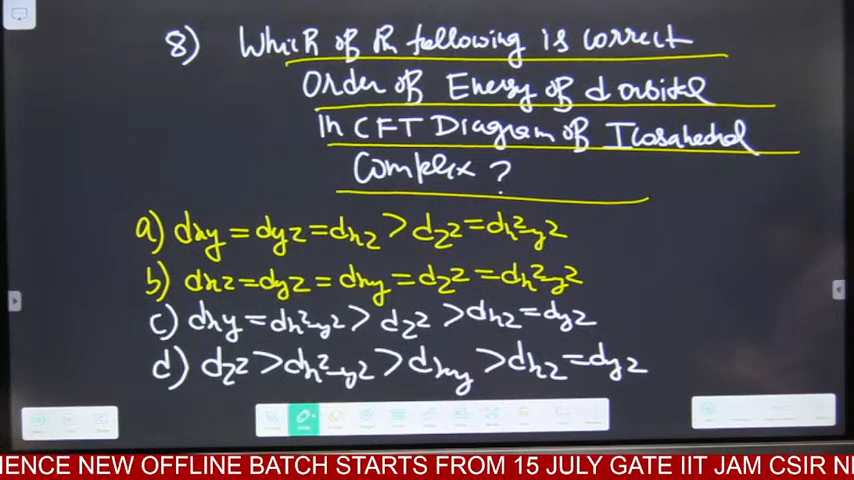 8) Which of the following is correct
Order of Energy of d orbital
In CFT Diagram of Icosahedral
Complex ?
a) dxy = dyz = dxz > dz² = dx²-y²
b) dxz = dyz = dxy = dz² = dx²-y²
c) dxy = dx²-y² > dz² > dxz = dyz
d) dz² > dx²-y² > dxy > dxz = dyz
IENCE NEW OFFLINE BATCH STARTS FROM 15 JULY GATE IIT JAM CSIR NE